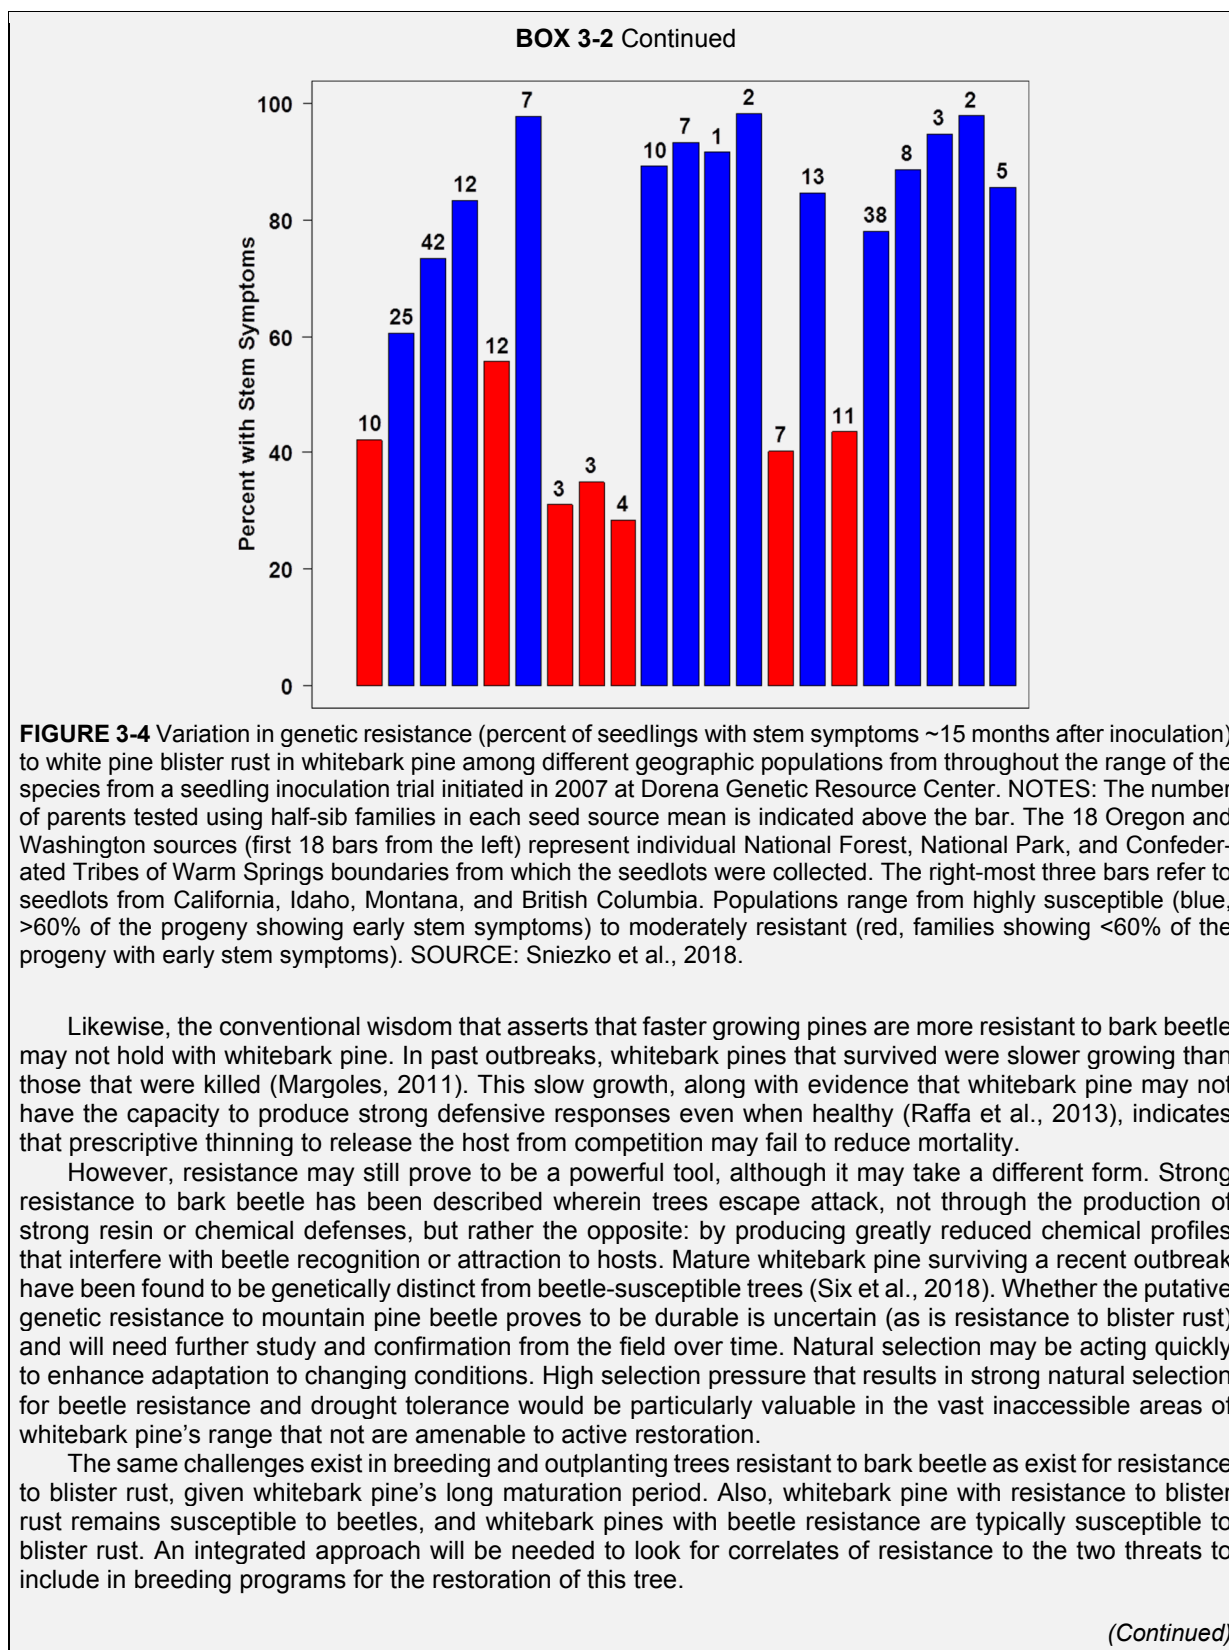 BOX 3-2 Continued
100
80
60
40
20
0
Percent with Stem Symptoms
10
25
42
12
12
7
3
3
4
10
7
1
2
7
13
11
38
8
3
2
5
FIGURE 3-4 Variation in genetic resistance (percent of seedlings with stem symptoms ~15 months after inoculation)
to white pine blister rust in whitebark pine among different geographic populations from throughout the range of the
species from a seedling inoculation trial initiated in 2007 at Dorena Genetic Resource Center. NOTES: The number
of parents tested using half-sib families in each seed source mean is indicated above the bar. The 18 Oregon and
Washington sources (first 18 bars from the left) represent individual National Forest, National Park, and Confeder-
ated Tribes of Warm Springs boundaries from which the seedlots were collected. The right-most three bars refer to
seedlots from California, Idaho, Montana, and British Columbia. Populations range from highly susceptible (blue,
>60% of the progeny showing early stem symptoms) to moderately resistant (red, families showing <60% of the
progeny with early stem symptoms). SOURCE: Sniezko et al., 2018.
Likewise, the conventional wisdom that asserts that faster growing pines are more resistant to bark beetle
may not hold with whitebark pine. In past outbreaks, whitebark pines that survived were slower growing than
those that were killed (Margoles, 2011). This slow growth, along with evidence that whitebark pine may not
have the capacity to produce strong defensive responses even when healthy (Raffa et al., 2013), indicates
that prescriptive thinning to release the host from competition may fail to reduce mortality.
However, resistance may still prove to be a powerful tool, although it may take a different form. Strong
resistance to bark beetle has been described wherein trees escape attack, not through the production of
strong resin or chemical defenses, but rather the opposite: by producing greatly reduced chemical profiles
that interfere with beetle recognition or attraction to hosts. Mature whitebark pine surviving a recent outbreak
have been found to be genetically distinct from beetle-susceptible trees (Six et al., 2018). Whether the putative
genetic resistance to mountain pine beetle proves to be durable is uncertain (as is resistance to blister rust)
and will need further study and confirmation from the field over time. Natural selection may be acting quickly
to enhance adaptation to changing conditions. High selection pressure that results in strong natural selection
for beetle resistance and drought tolerance would be particularly valuable in the vast inaccessible areas of
whitebark pine's range that not are amenable to active restoration.
The same challenges exist in breeding and outplanting trees resistant to bark beetle as exist for resistance
to blister rust, given whitebark pine's long maturation period. Also, whitebark pine with resistance to blister
rust remains susceptible to beetles, and whitebark pines with beetle resistance are typically susceptible to
blister rust. An integrated approach will be needed to look for correlates of resistance to the two threats to
include in breeding programs for the restoration of this tree.
(Continued)